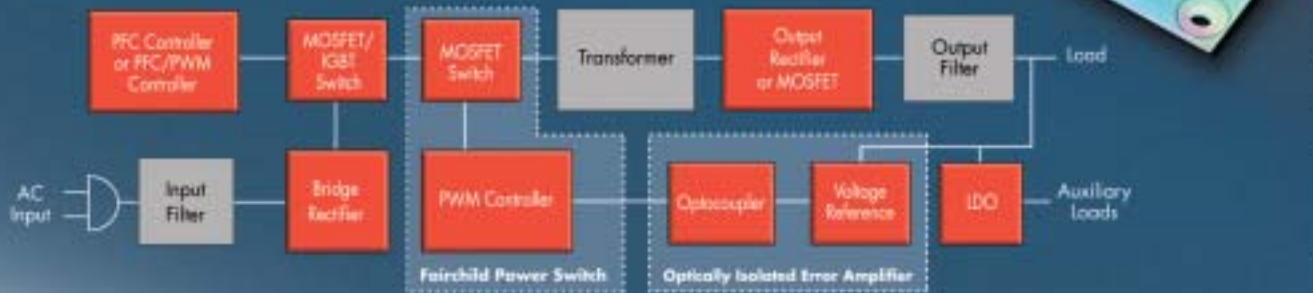 PFC Controller
or PFC/PWM
Controller
MOSFET/
IGBT
Switch
MOSFET
Switch
Transformer
Output
Rectifier
or MOSFET
Output
Filter
Load
AC
Input
Input
Filter
Bridge
Rectifier
PWM Controller
Optocoupler
Voltage
Reference
LDO
Auxiliary
Loads
Fairchild Power Switch
Optically Isolated Error Amplifier